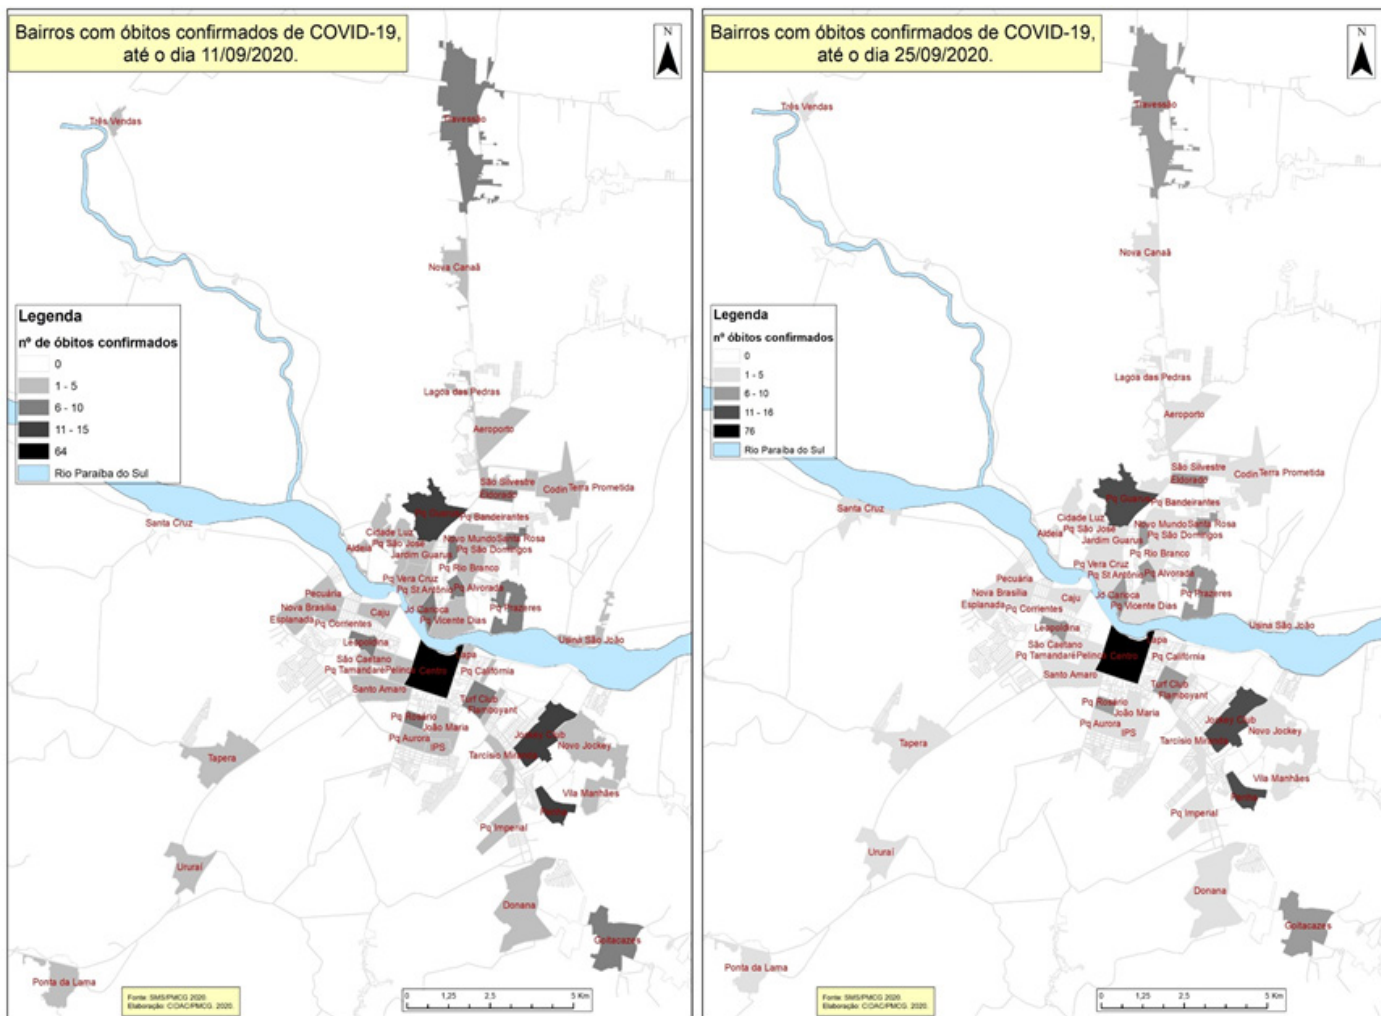 Bairros com óbitos confirmados de COVID-19,
até o dia 11/09/2020.
N
Três Vendas
Travessão
Nova Canaã
Legenda
nº de óbitos confirmados
0
1 - 5
6 - 10
11 - 15
64
Rio Paraíba do Sul
Lagoa das Pedras
Aeroporto
São Silvestre
Eldorado
Codin
Terra Prometida
Santa Cruz
Pq Guarus
Pq Bandeirantes
Cidade Luz
Pq São José
Novo Mundo
Santa Rosa
Aldeia
Jardim Guarus
Pq São Domingos
Pq Rio Branco
Pq Vera Cruz
Pecuária
Pq St Antônio
Pq Alvorada
Nova Brasília
Caju
Jd Carioca
Pq Prazeres
Esplanada
Pq Corrientes
Pq Vicente Dias
Leopoldina
Usina São João
São Caetano
Lapa
Pq Tamandaré
Pelinca
Centro
Pq Califórnia
Santo Amaro
Turf Club
Flamboyant
Pq Rosário
João Maria
Pq Aurora
IPS
Jockey Club
Novo Jockey
Tarcísio Miranda
Tapera
Vila Manhães
Penha
Pq Imperial
Ururaí
Donana
Goitacazes
Ponta da Lama
Fonte: SMS/PMCG 2020.
Elaboração: COAC/PMCG. 2020.
0 1,25 2,5 5 Km
Bairros com óbitos confirmados de COVID-19,
até o dia 25/09/2020.
N
Três Vendas
Travessão
Nova Canaã
Legenda
nº óbitos confirmados
0
1 - 5
6 - 10
11 - 16
76
Rio Paraíba do Sul
Lagoa das Pedras
Aeroporto
São Silvestre
Eldorado
Codin
Terra Prometida
Santa Cruz
Pq Guarus
Pq Bandeirantes
Cidade Luz
Pq São José
Novo Mundo
Santa Rosa
Aldeia
Jardim Guarus
Pq São Domingos
Pq Rio Branco
Pq Vera Cruz
Pecuária
Pq St Antônio
Pq Alvorada
Nova Brasília
Caju
Jd Carioca
Pq Prazeres
Esplanada
Pq Corrientes
Pq Vicente Dias
Leopoldina
Usina São João
São Caetano
Lapa
Pq Tamandaré
Pelinca
Centro
Pq Califórnia
Santo Amaro
Turf Club
Flamboyant
Pq Rosário
João Maria
Pq Aurora
IPS
Jockey Club
Novo Jockey
Tarcísio Miranda
Tapera
Vila Manhães
Penha
Pq Imperial
Ururaí
Donana
Goitacazes
Ponta da Lama
Fonte: SMS/PMCG 2020.
Elaboração: COAC/PMCG. 2020.
0 1,25 2,5 5 Km